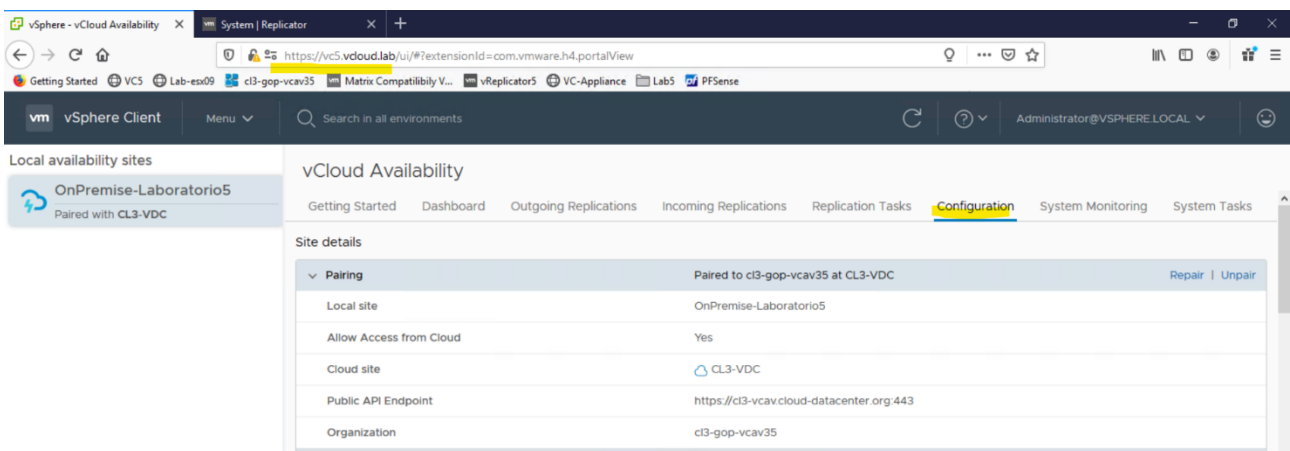 vSphere - vCloud Availability
vm System | Replicator
https://vc5.vcloud.lab/ui/#?extensionId=com.vmware.h4.portalView
Getting Started VC5 Lab-esx09 cl3-gop-vcav35 vm Matrix Compatilibily V... vm vReplicator5 VC-Appliance Lab5 pf PFSense
vm vSphere Client Menu Search in all environments Administrator@VSPHERE.LOCAL
Local availability sites
OnPremise-Laboratorio5
Paired with CL3-VDC
vCloud Availability
Getting Started Dashboard Outgoing Replications Incoming Replications Replication Tasks Configuration System Monitoring System Tasks
Site details
Pairing Paired to cl3-gop-vcav35 at CL3-VDC Repair | Unpair
Local site OnPremise-Laboratorio5
Allow Access from Cloud Yes
Cloud site CL3-VDC
Public API Endpoint https://cl3-vcav.cloud-datacenter.org:443
Organization cl3-gop-vcav35